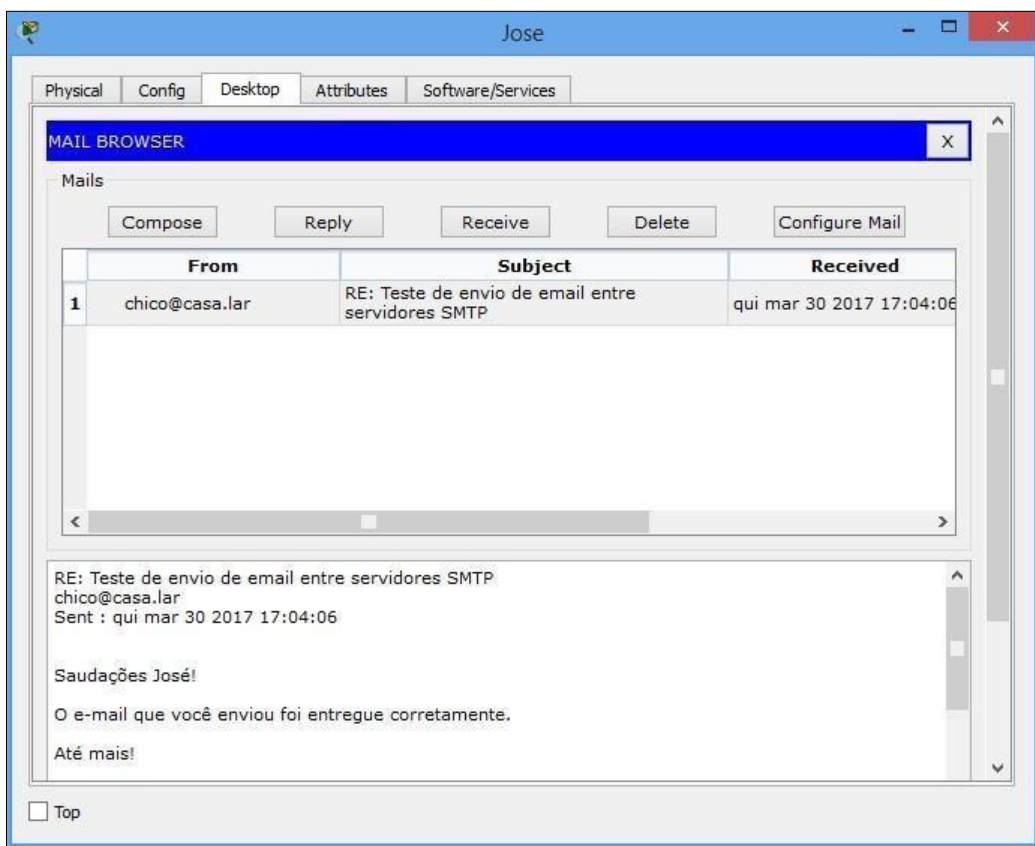 Jose
Physical Config Desktop Attributes Software/Services
MAIL BROWSER X
Mails
Compose Reply Receive Delete Configure Mail
From Subject Received
1 chico@casa.lar RE: Teste de envio de email entre
servidores SMTP qui mar 30 2017 17:04:06
RE: Teste de envio de email entre servidores SMTP
chico@casa.lar
Sent : qui mar 30 2017 17:04:06
Saudações José!
O e-mail que você enviou foi entregue corretamente.
Até mais!
Top